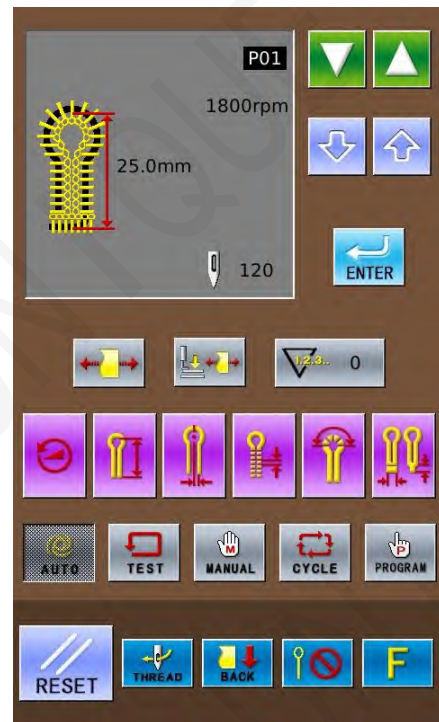 P01
1800rpm
25.0mm
120
ENTER
1.2.3.. 0
AUTO
TEST
M
MANUAL
CYCLE
P
PROGRAM
RESET
THREAD
BACK
F